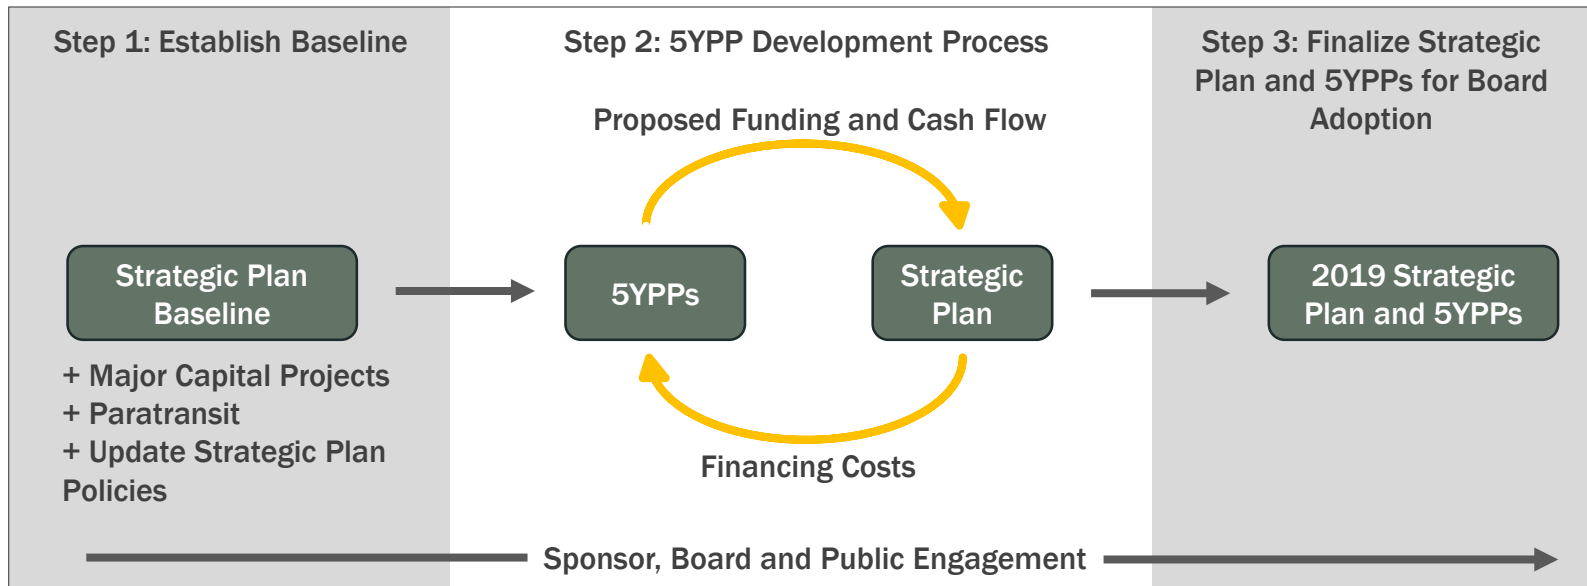 Step 1: Establish Baseline
Strategic Plan
Baseline
+ Major Capital Projects
+ Paratransit
+ Update Strategic Plan
Policies
Step 2: 5YPP Development Process
Proposed Funding and Cash Flow
5YPPs
Strategic
Plan
Financing Costs
Step 3: Finalize Strategic
Plan and 5YPPs for Board
Adoption
2019 Strategic
Plan and 5YPPs
Sponsor, Board and Public Engagement